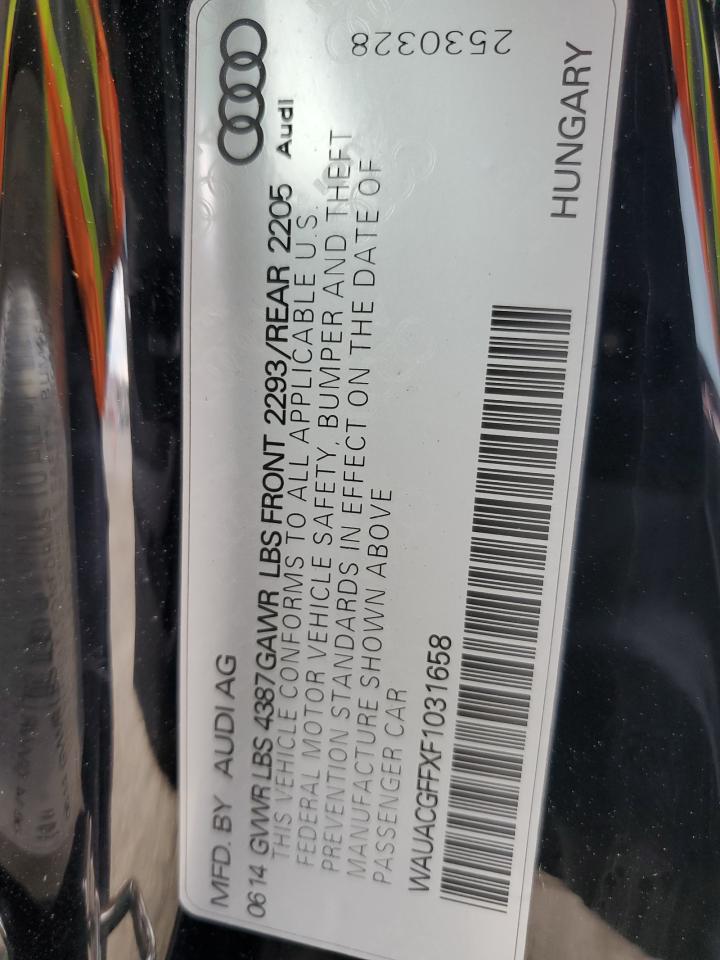 MFD. BY AUDI AG
0614 GVWR LBS 4387 GAWR LBS FRONT 2293/REAR 2205 Audi
THIS VEHICLE CONFORMS TO ALL APPLICABLE U.S.
FEDERAL MOTOR VEHICLE SAFETY, BUMPER AND THEFT
PREVENTION STANDARDS IN EFFECT ON THE DATE OF
MANUFACTURE SHOWN ABOVE
PASSENGER CAR
WAUACGFFXF1031658
HUNGARY
2530328